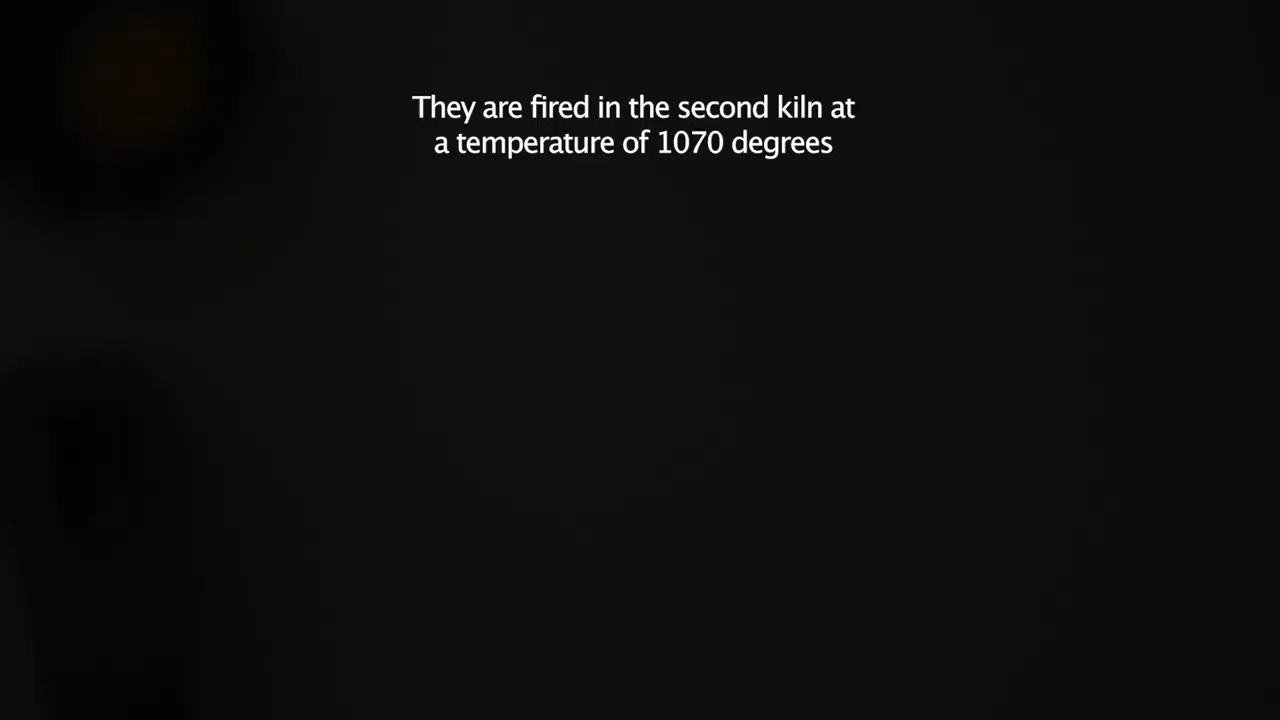 They are fired in the second kiln at
a temperature of 1070 degrees